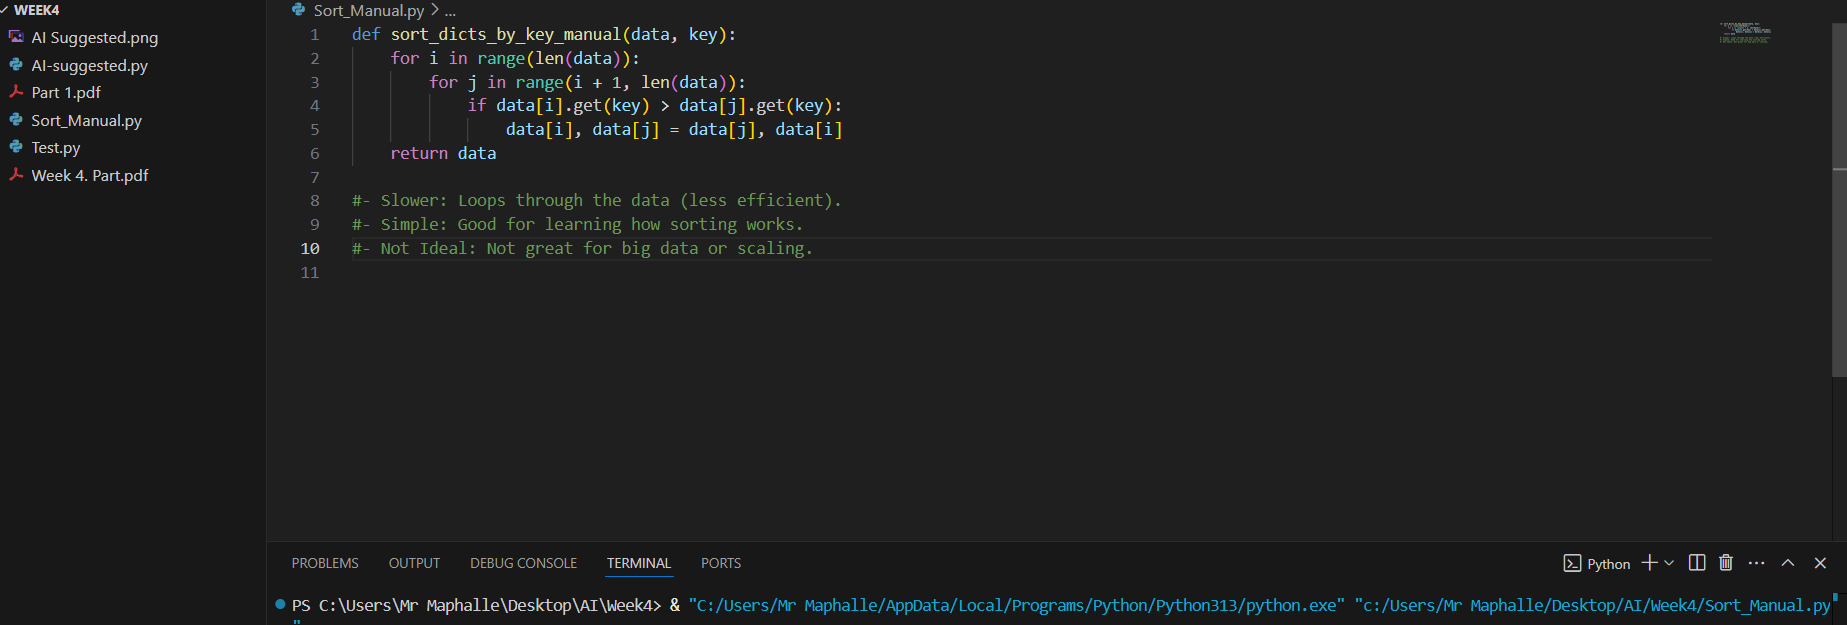 WEEK4
AI Suggested.png
AI-suggested.py
Part 1.pdf
Sort_Manual.py
Test.py
Week 4. Part.pdf
Sort_Manual.py > ...
1 def sort_dicts_by_key_manual(data, key):
2     for i in range(len(data)):
3         for j in range(i + 1, len(data)):
4             if data[i].get(key) > data[j].get(key):
5                 data[i], data[j] = data[j], data[i]
6     return data
7
8 #- Slower: Loops through the data (less efficient).
9 #- Simple: Good for learning how sorting works.
10 #- Not Ideal: Not great for big data or scaling.
11
PROBLEMS OUTPUT DEBUG CONSOLE TERMINAL PORTS Python
PS C:\Users\Mr Maphalle\Desktop\AI\Week4> & "C:/Users/Mr Maphalle/AppData/Local/Programs/Python/Python313/python.exe" "c:/Users/Mr Maphalle/Desktop/AI/Week4/Sort_Manual.py
"